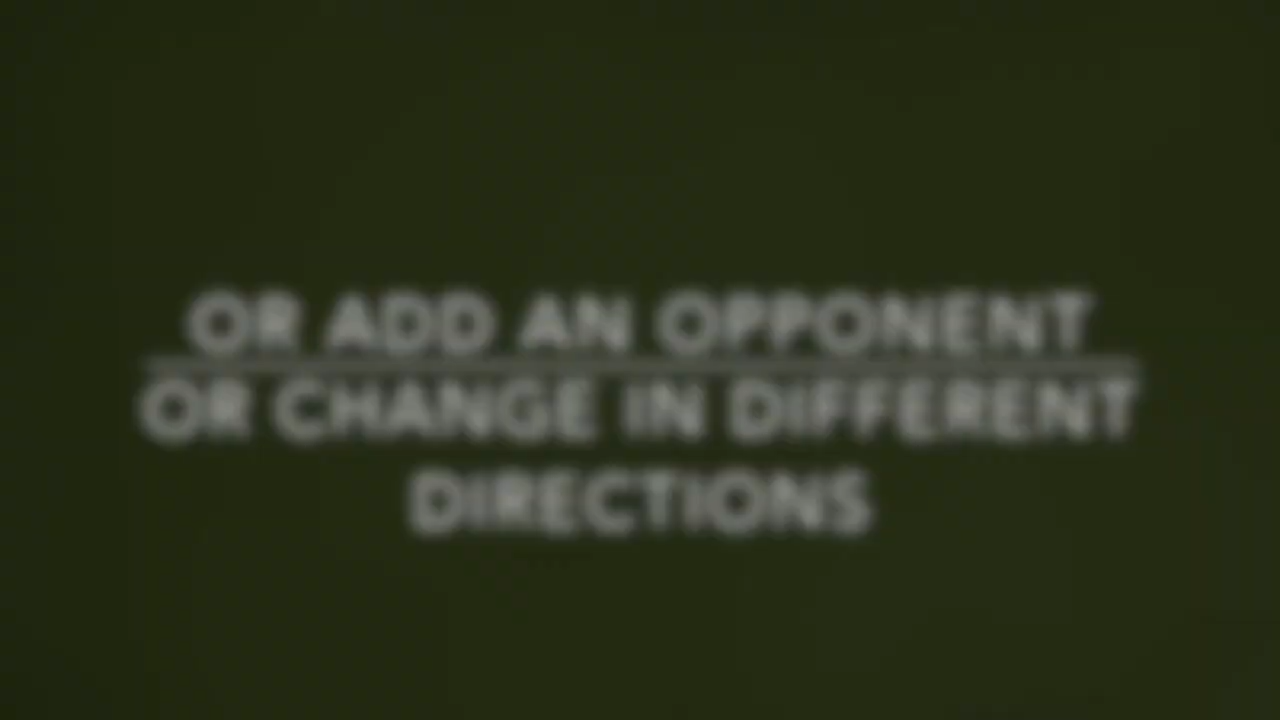 OR ADD AN OPPONENT
OR CHANGE IN DIFFERENT
DIRECTIONS